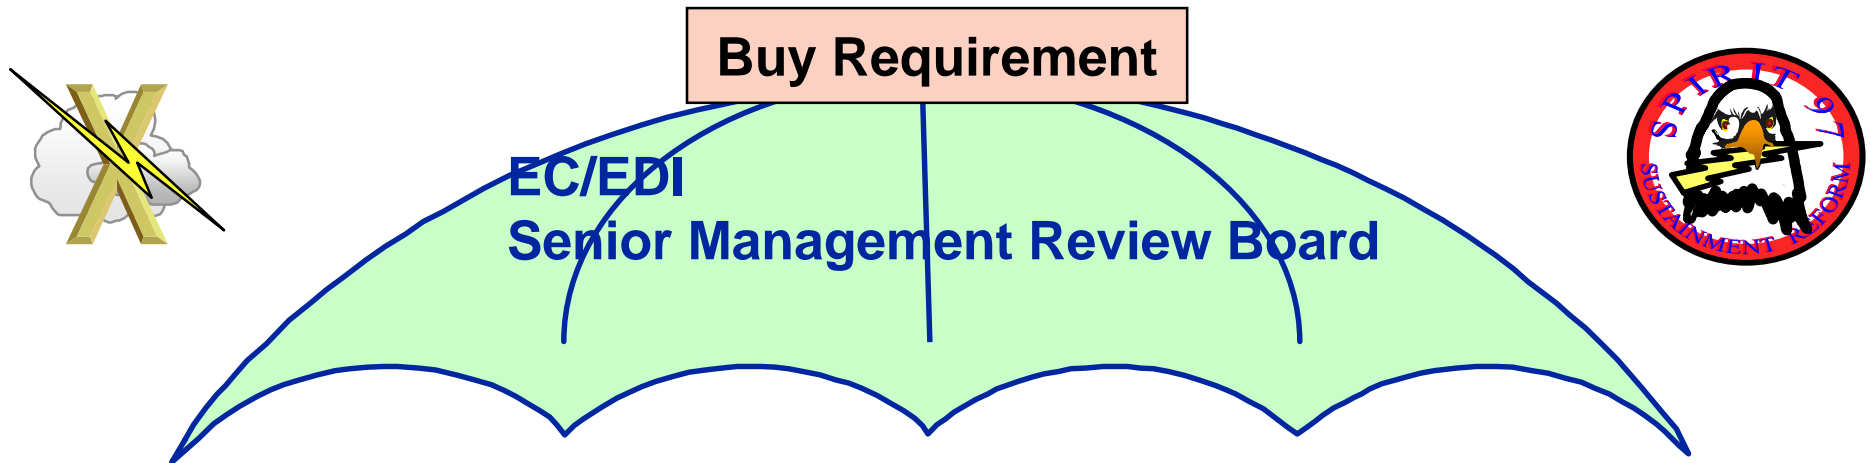 Buy Requirement
EC/EDI
Senior Management Review Board
SPIRIT 97
SUSTAINMENT REFORM
X